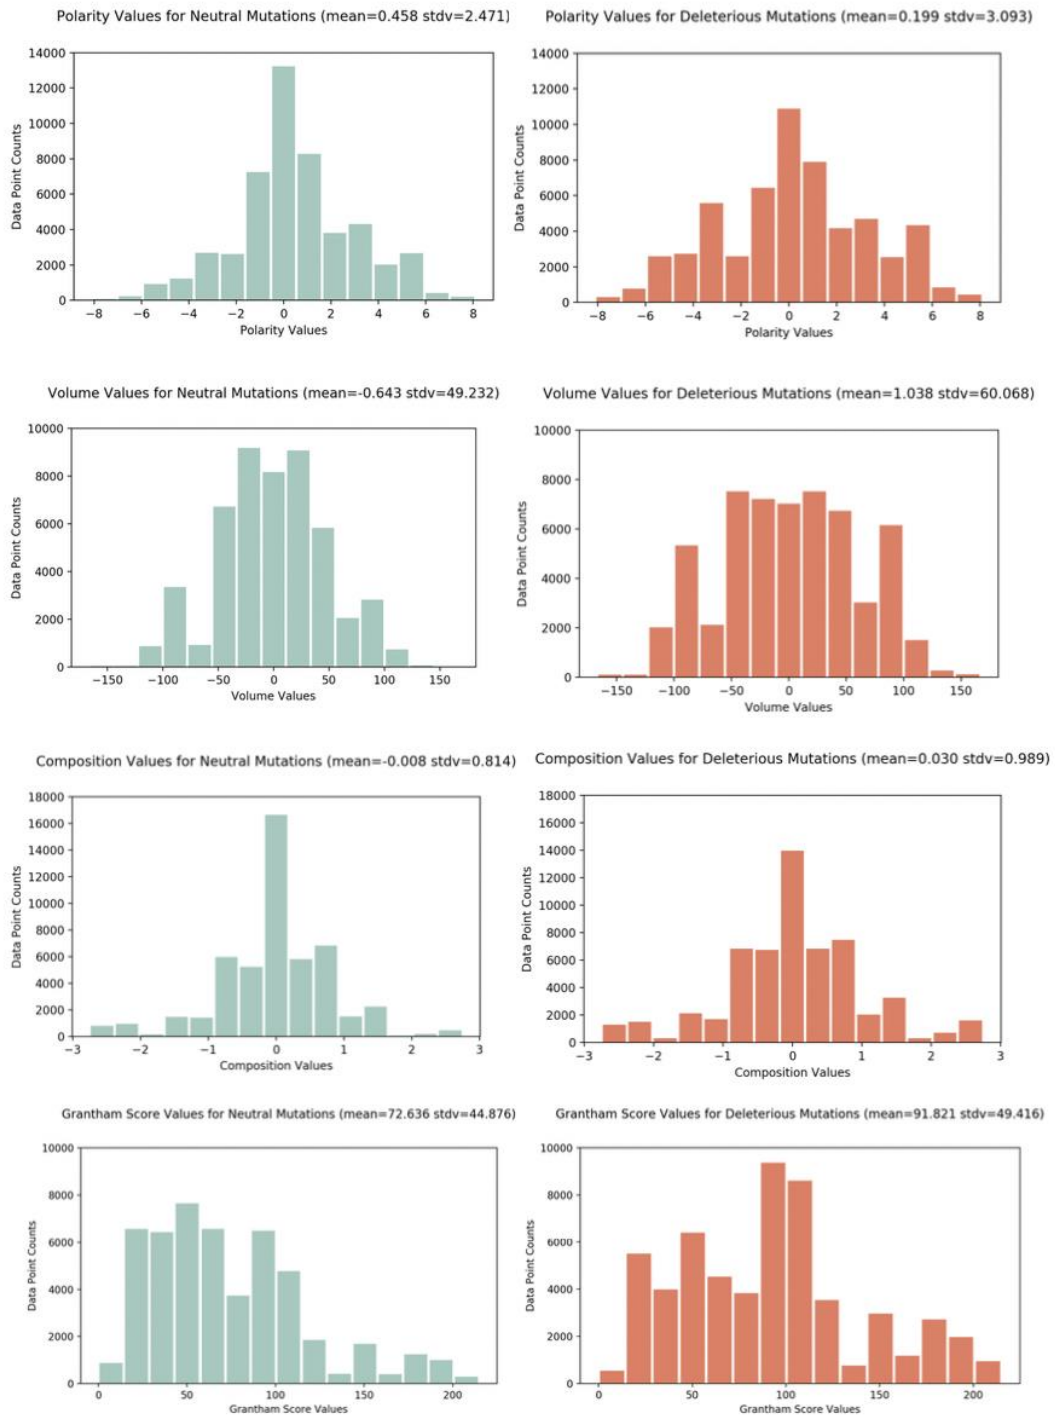 Polarity Values for Neutral Mutations (mean=0.458 stdv=2.471)
Polarity Values for Deleterious Mutations (mean=0.199 stdv=3.093)
14000
12000
10000
8000
6000
4000
2000
0
Data Point Counts
−8 −6 −4 −2 0 2 4 6 8
Polarity Values
14000
12000
10000
8000
6000
4000
2000
0
Data Point Counts
−8 −6 −4 −2 0 2 4 6 8
Polarity Values
Volume Values for Neutral Mutations (mean=-0.643 stdv=49.232)
Volume Values for Deleterious Mutations (mean=1.038 stdv=60.068)
10000
8000
6000
4000
2000
0
Data Point Counts
−150 −100 −50 0 50 100 150
Volume Values
10000
8000
6000
4000
2000
0
Data Point Counts
−150 −100 −50 0 50 100 150
Volume Values
Composition Values for Neutral Mutations (mean=-0.008 stdv=0.814)
Composition Values for Deleterious Mutations (mean=0.030 stdv=0.989)
18000
16000
14000
12000
10000
8000
6000
4000
2000
0
Data Point Counts
−3 −2 −1 0 1 2 3
Composition Values
18000
16000
14000
12000
10000
8000
6000
4000
2000
0
Data Point Counts
−3 −2 −1 0 1 2 3
Composition Values
Grantham Score Values for Neutral Mutations (mean=72.636 stdv=44.876)
Grantham Score Values for Deleterious Mutations (mean=91.821 stdv=49.416)
10000
8000
6000
4000
2000
0
Data Point Counts
0 50 100 150 200
Grantham Score Values
10000
8000
6000
4000
2000
0
Data Point Counts
0 50 100 150 200
Grantham Score Values